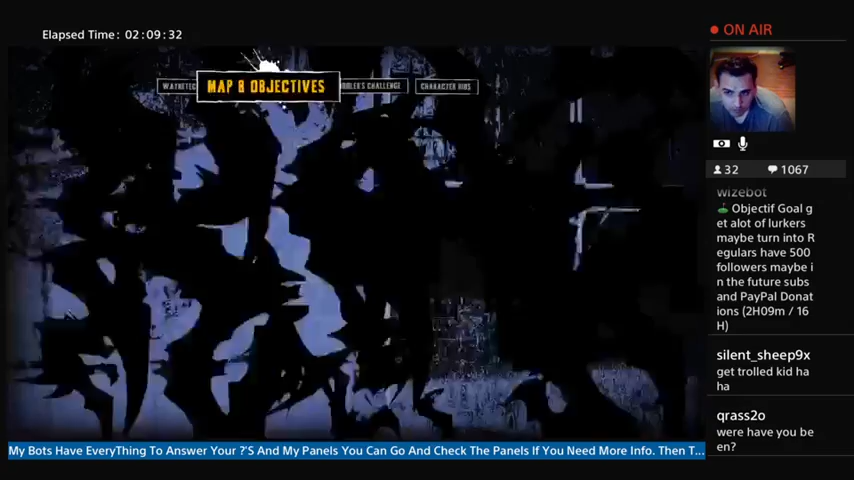 Elapsed Time: 02:09:32
ON AIR
WAYNETEC
MAP & OBJECTIVES
DDLER'S CHALLENGE
CHARACTER BIOS
32
1067
wizebot
Objectif Goal g
et alot of lurkers
maybe turn into R
egulars have 500
followers maybe i
n the future subs
and PayPal Donat
ions (2H09m / 16
H)
silent_sheep9x
get trolled kid ha
ha
qrass2o
were have you be
en?
My Bots Have EveryThing To Answer Your ?'S And My Panels You Can Go And Check The Panels If You Need More Info. Then T...